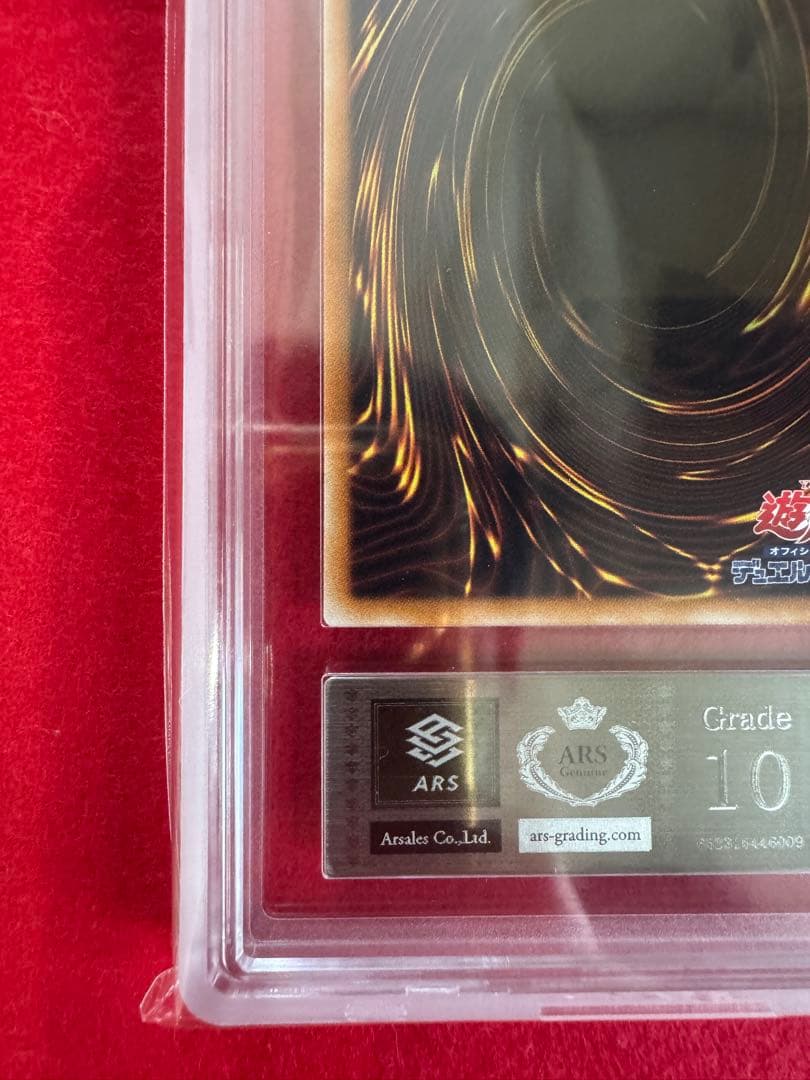 遊
オフィシ
デュエル
ARS
Arsales Co.,Ltd.
ARS
Genuine
ars-grading.com
Grade
10